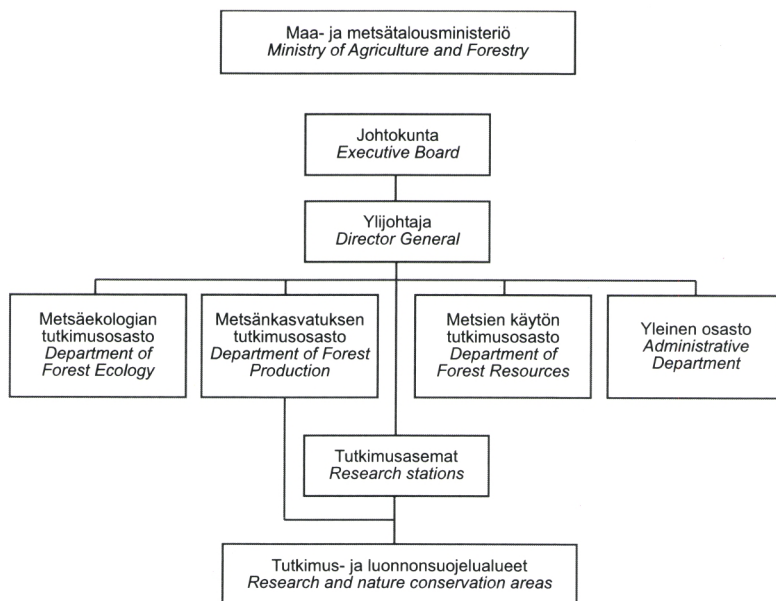 Maa- ja metsätalousministeriö
Ministry of Agriculture and Forestry
Johtokunta
Executive Board
Ylijohtaja
Director General
Metsäekologian
tutkimusosasto
Department of
Forest Ecology
Metsänkasvatuksen
tutkimusosasto
Department of Forest
Production
Metsien käytön
tutkimusosasto
Department of
Forest Resources
Yleinen osasto
Administrative
Department
Tutkimusasemat
Research stations
Tutkimus- ja luonnonsuojelualueet
Research and nature conservation areas